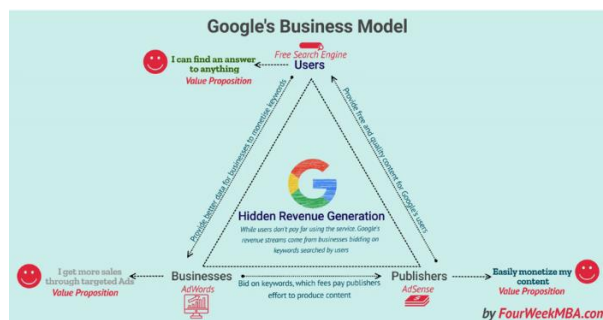 Google's Business Model
Free Search Engine
Users
I can find an answer
to anything
Value Proposition
Provide better data for businesses to monetise keywords
Provide free and quality content for Google's users
G
Hidden Revenue Generation
While users don't pay for using the service. Google's
revenue streams come from businesses bidding on
keywords searched by users
I get more sales
through targeted Ads
Value Proposition
Businesses
AdWords
Bid on keywords, which fees pay publishers
effort to produce content
Publishers
AdSense
Easily monetize my
content
Value Proposition
by FourWeekMBA.com